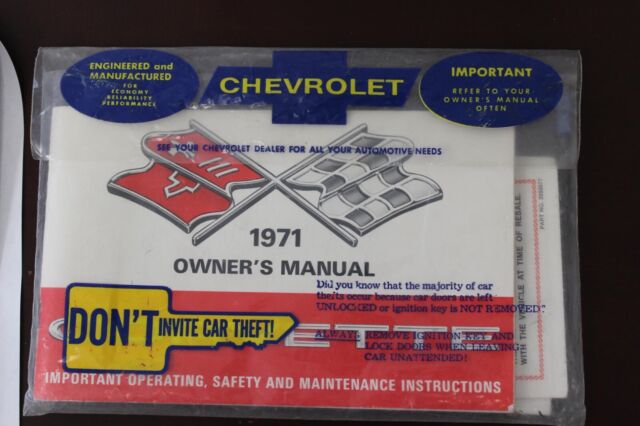 ENGINEERED and
MANUFACTURED
FOR
ECONOMY
RELIABILITY
PERFORMANCE
CHEVROLET
IMPORTANT
REFER TO YOUR
OWNER'S MANUAL
OFTEN
SEE YOUR CHEVROLET DEALER FOR ALL YOUR AUTOMOTIVE NEEDS
1971
OWNER'S MANUAL
DON'T INVITE CAR THEFT!
Did you know that the majority of car
thefts occur because car doors are left
UNLOCKED or ignition key is NOT REMOVED?
ALWAYS REMOVE IGNITION KEY AND
LOCK DOORS WHEN LEAVING
CAR UNATTENDED!
IMPORTANT OPERATING, SAFETY AND MAINTENANCE INSTRUCTIONS
WITH THE VEHICLE AT TIME OF RESALE.
PART NO.